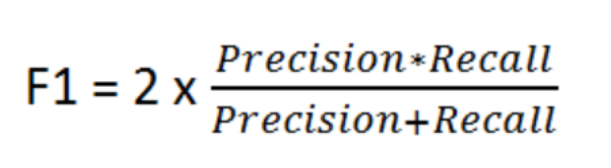 F1 = 2 x Precision*Recall
Precision+Recall